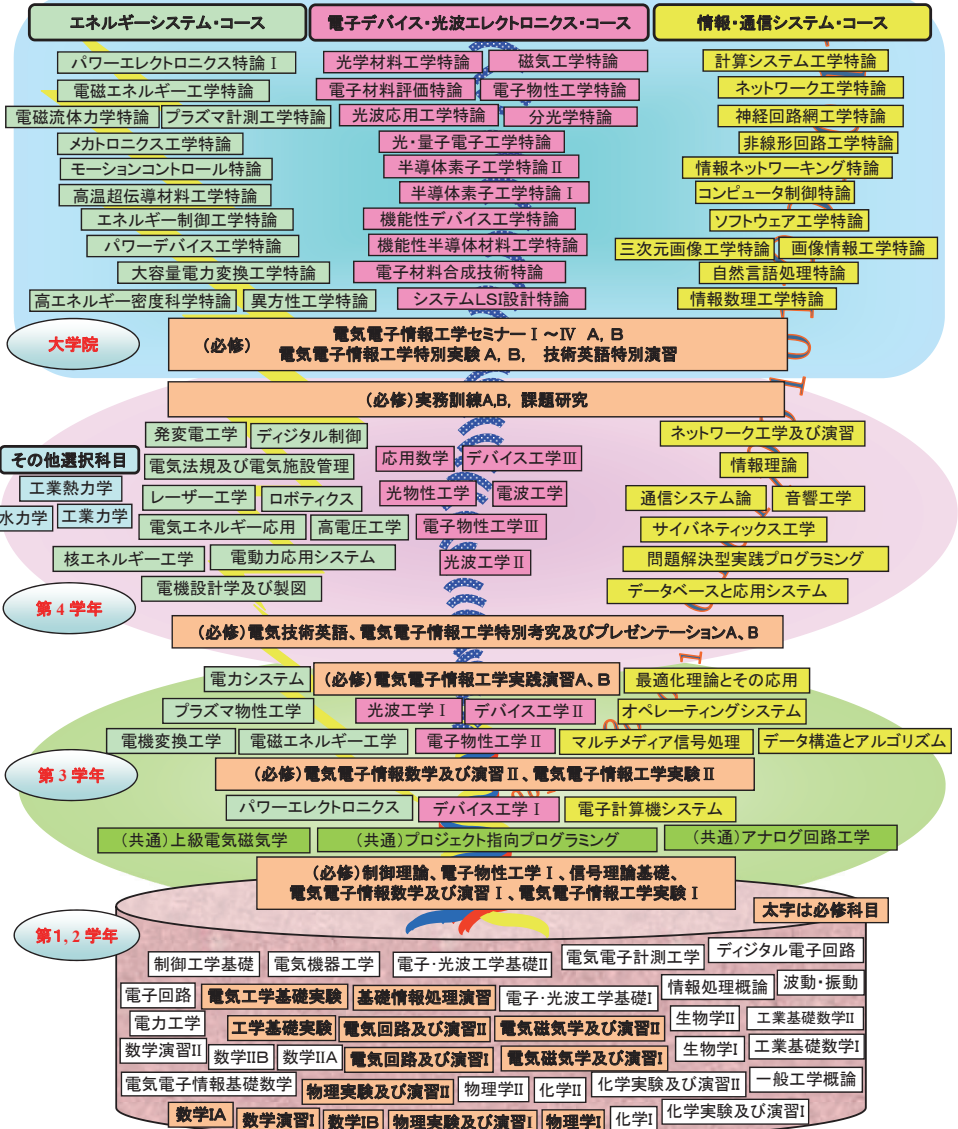 エネルギーシステム・コース
電子デバイス・光波エレクトロニクス・コース
情報・通信システム・コース
パワーエレクトロニクス特論Ⅰ
光学材料工学特論
磁気工学特論
計算システム工学特論
電磁エネルギー工学特論
電子材料評価特論
電子物性工学特論
ネットワーク工学特論
電磁流体力学特論
プラズマ計測工学特論
光波応用工学特論
分光学特論
神経回路網工学特論
メカトロニクス工学特論
光・量子電子工学特論
非線形回路工学特論
モーションコントロール特論
半導体素子工学特論Ⅱ
情報ネットワーキング特論
高温超伝導材料工学特論
半導体素子工学特論Ⅰ
コンピュータ制御特論
エネルギー制御工学特論
機能性デバイス工学特論
ソフトウェア工学特論
パワーデバイス工学特論
機能性半導体材料工学特論
三次元画像工学特論
画像情報工学特論
大容量電力変換工学特論
電子材料合成技術特論
自然言語処理特論
高エネルギー密度科学特論
異方性工学特論
システムLSI設計特論
情報数理工学特論
大学院
(必修)
電気電子情報工学セミナーⅠ～Ⅳ A, B
電気電子情報工学特別実験A, B, 技術英語特別演習
(必修)実務訓練A,B, 課題研究
発変電工学
ディジタル制御
ネットワーク工学及び演習
その他選択科目
電気法規及び電気施設管理
応用数学
デバイス工学Ⅲ
情報理論
工業熱力学
レーザー工学
ロボティクス
光物性工学
電波工学
通信システム論
音響工学
水力学
工業力学
電気エネルギー応用
高電圧工学
電子物性工学Ⅲ
サイバネティックス工学
核エネルギー工学
電動力応用システム
光波工学Ⅱ
問題解決型実践プログラミング
電機設計学及び製図
データベースと応用システム
第4学年
(必修)電気技術英語、電気電子情報工学特別考究及びプレゼンテーションA、B
電力システム
(必修)電気電子情報工学実践演習A、B
最適化理論とその応用
プラズマ物性工学
光波工学Ⅰ
デバイス工学Ⅱ
オペレーティングシステム
電機変換工学
電磁エネルギー工学
電子物性工学Ⅱ
マルチメディア信号処理
データ構造とアルゴリズム
第3学年
(必修)電気電子情報数学及び演習Ⅱ、電気電子情報工学実験Ⅱ
パワーエレクトロニクス
デバイス工学Ⅰ
電子計算機システム
(共通)上級電気磁気学
(共通)プロジェクト指向プログラミング
(共通)アナログ回路工学
(必修)制御理論、電子物性工学Ⅰ、信号理論基礎、
電気電子情報数学及び演習Ⅰ、電気電子情報工学実験Ⅰ
太字は必修科目
第1,2学年
制御工学基礎
電気機器工学
電子・光波工学基礎II
電気電子計測工学
ディジタル電子回路
電子回路
電気工学基礎実験
基礎情報処理演習
電子・光波工学基礎I
情報処理概論
波動・振動
電力工学
工学基礎実験
電気回路及び演習II
電気磁気学及び演習II
生物学II
工業基礎数学II
数学演習II
数学IIB
数学IIA
電気回路及び演習I
電気磁気学及び演習I
生物学I
工業基礎数学I
電気電子情報基礎数学
物理実験及び演習II
物理学II
化学II
化学実験及び演習II
一般工学概論
数学IA
数学演習I
数学IB
物理実験及び演習I
物理学I
化学I
化学実験及び演習I